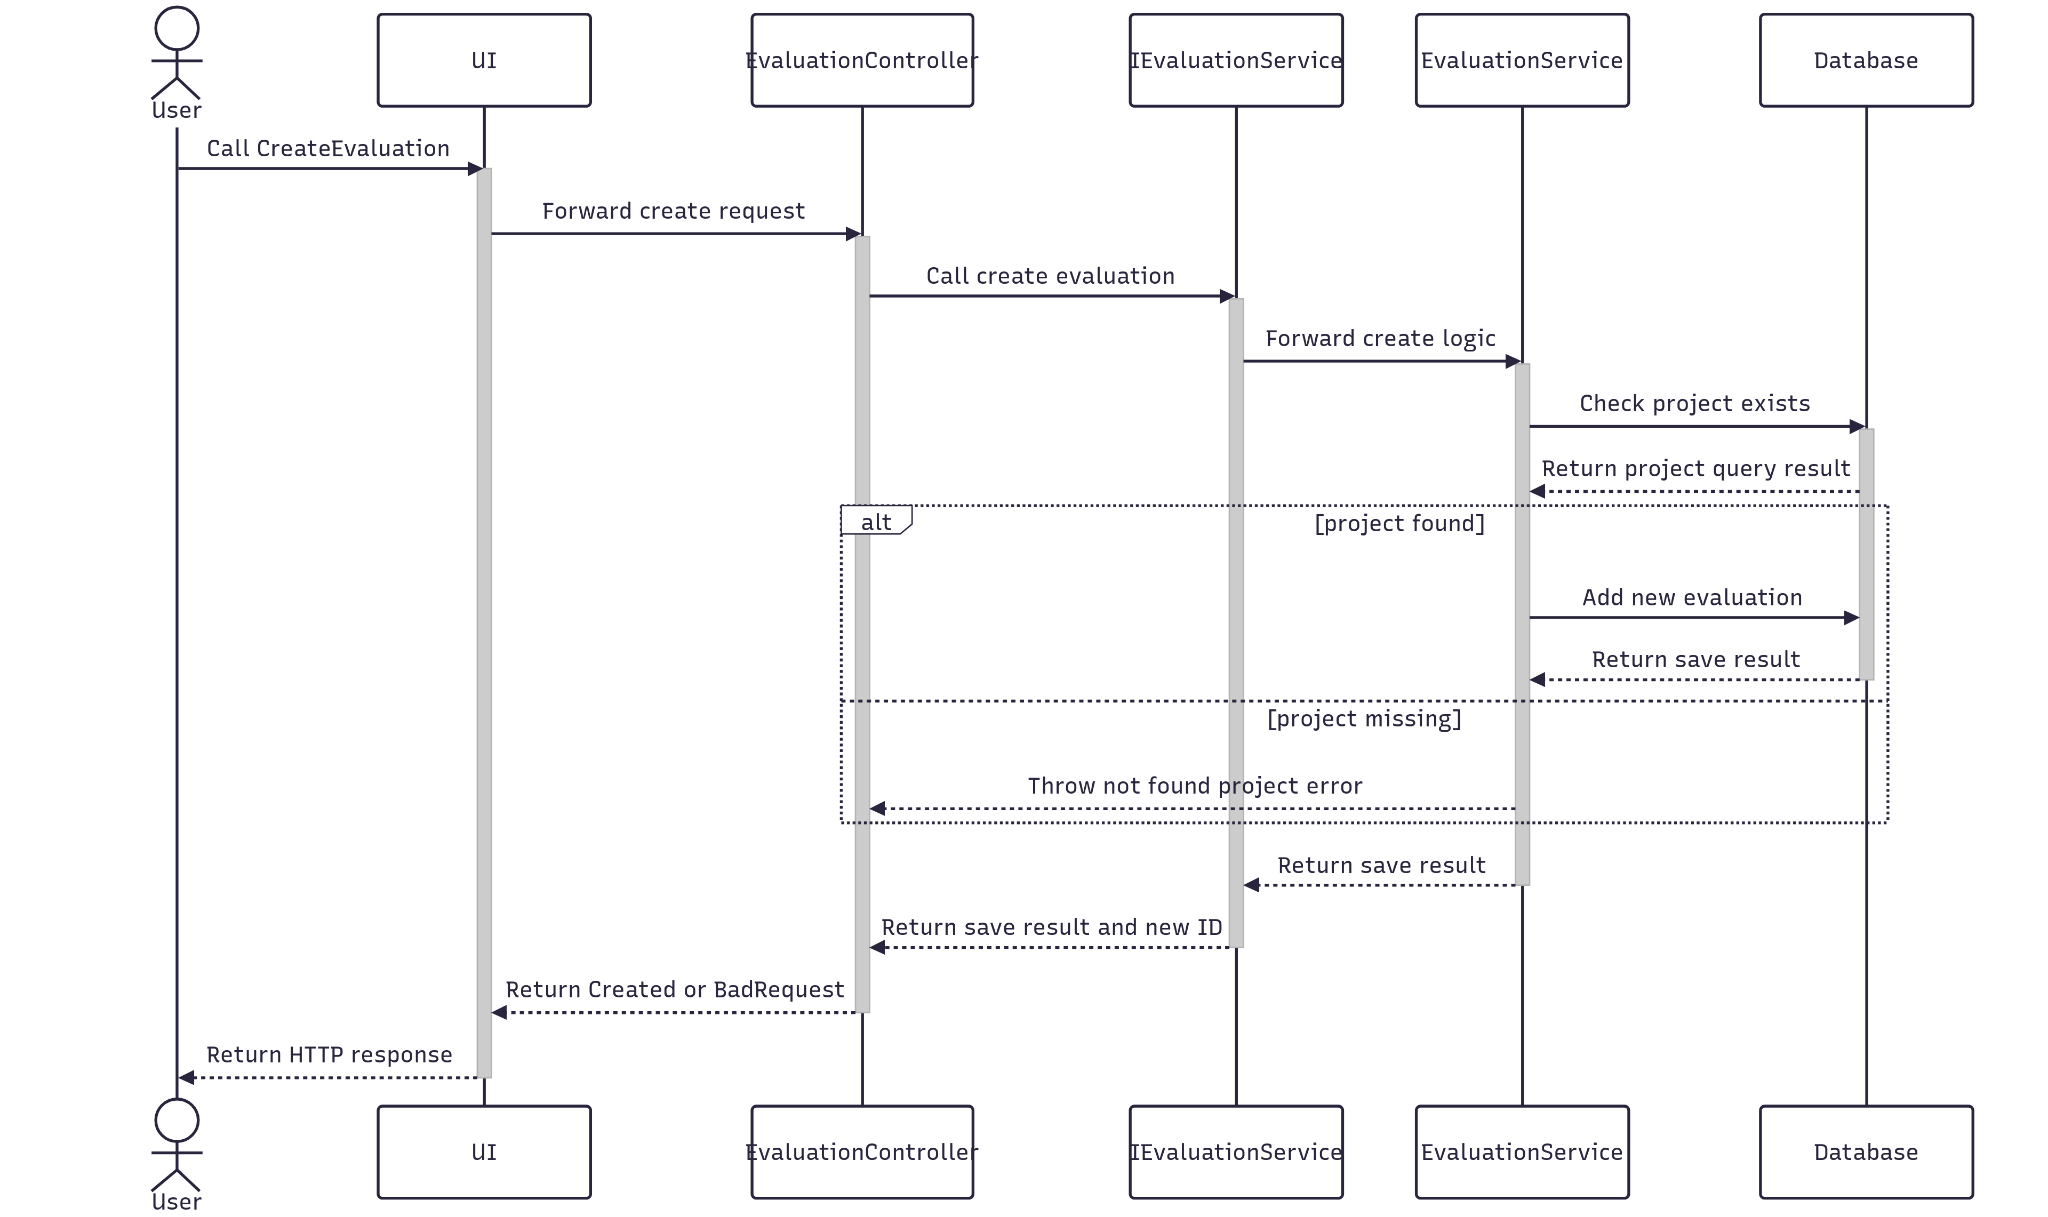 User
UI
EvaluationController
IEvaluationService
EvaluationService
Database
Call CreateEvaluation
Forward create request
Call create evaluation
Forward create logic
Check project exists
Return project query result
alt
[project found]
Add new evaluation
Return save result
[project missing]
Throw not found project error
Return save result
Return save result and new ID
Return Created or BadRequest
Return HTTP response
User
UI
EvaluationController
IEvaluationService
EvaluationService
Database